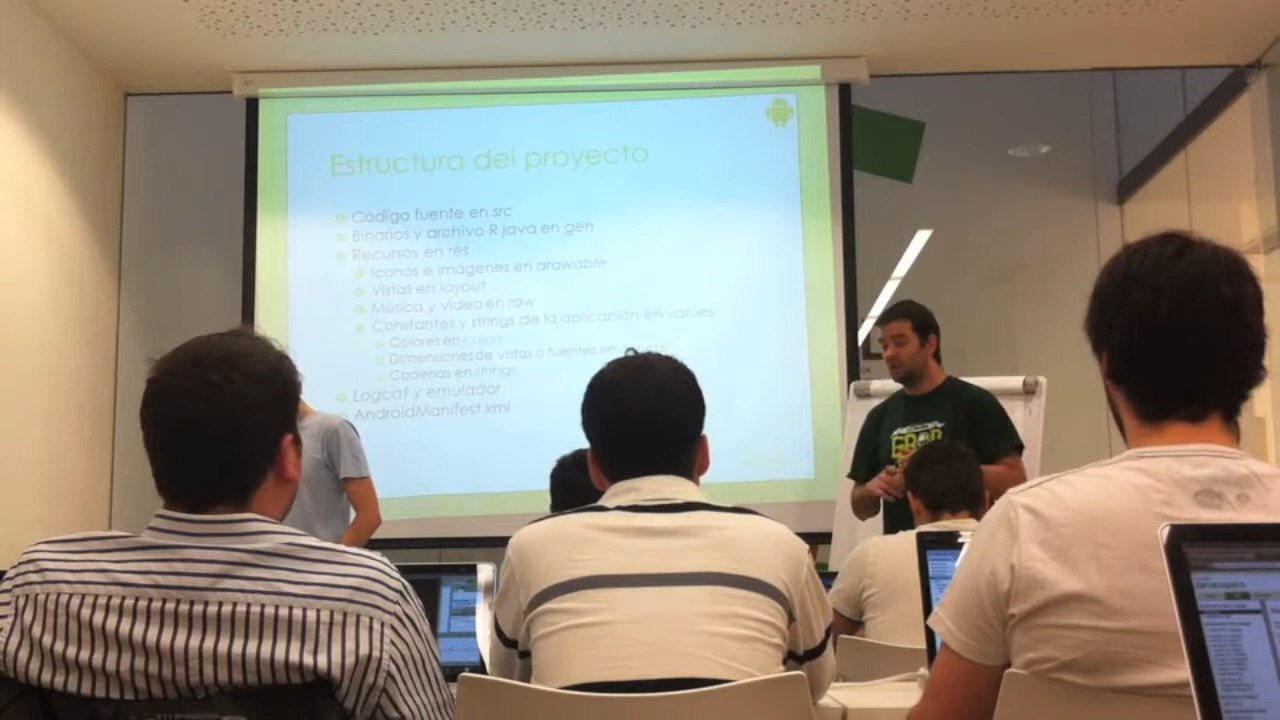 Estructura del proyecto
Código fuente en src
Binarios y archivo R.java en gen
Recursos en res
Iconos e imágenes en drawable
Vistas en layout
Música y video en raw
Constantes y strings de la aplicación en values
Colores en
Dimensiones de vistas o fuentes en
Cadenas en strings
Logcat y emulador
AndroidManifest.xml